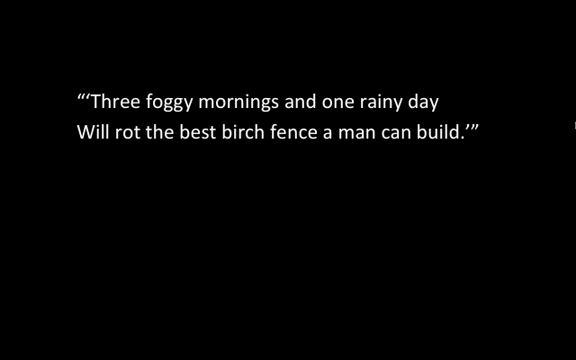 “‘Three foggy mornings and one rainy day
Will rot the best birch fence a man can build.’”